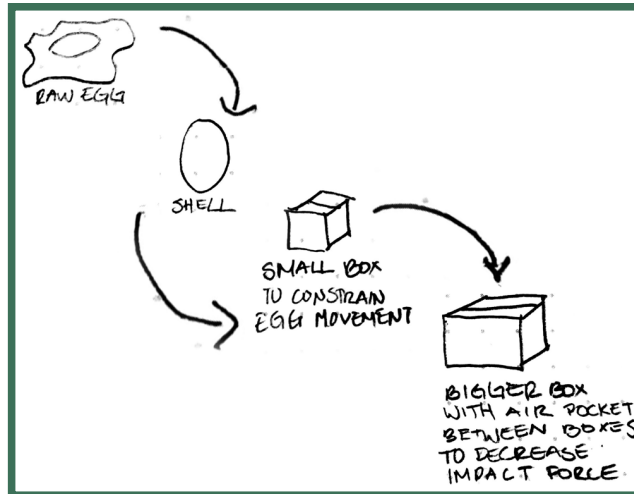 RAW EGG
SHELL
SMALL BOX
TO CONSTRAIN
EGG MOVEMENT
BIGGER BOX
WITH AIR POCKET
BETWEEN BOXES
TO DECREASE
IMPACT FORCE